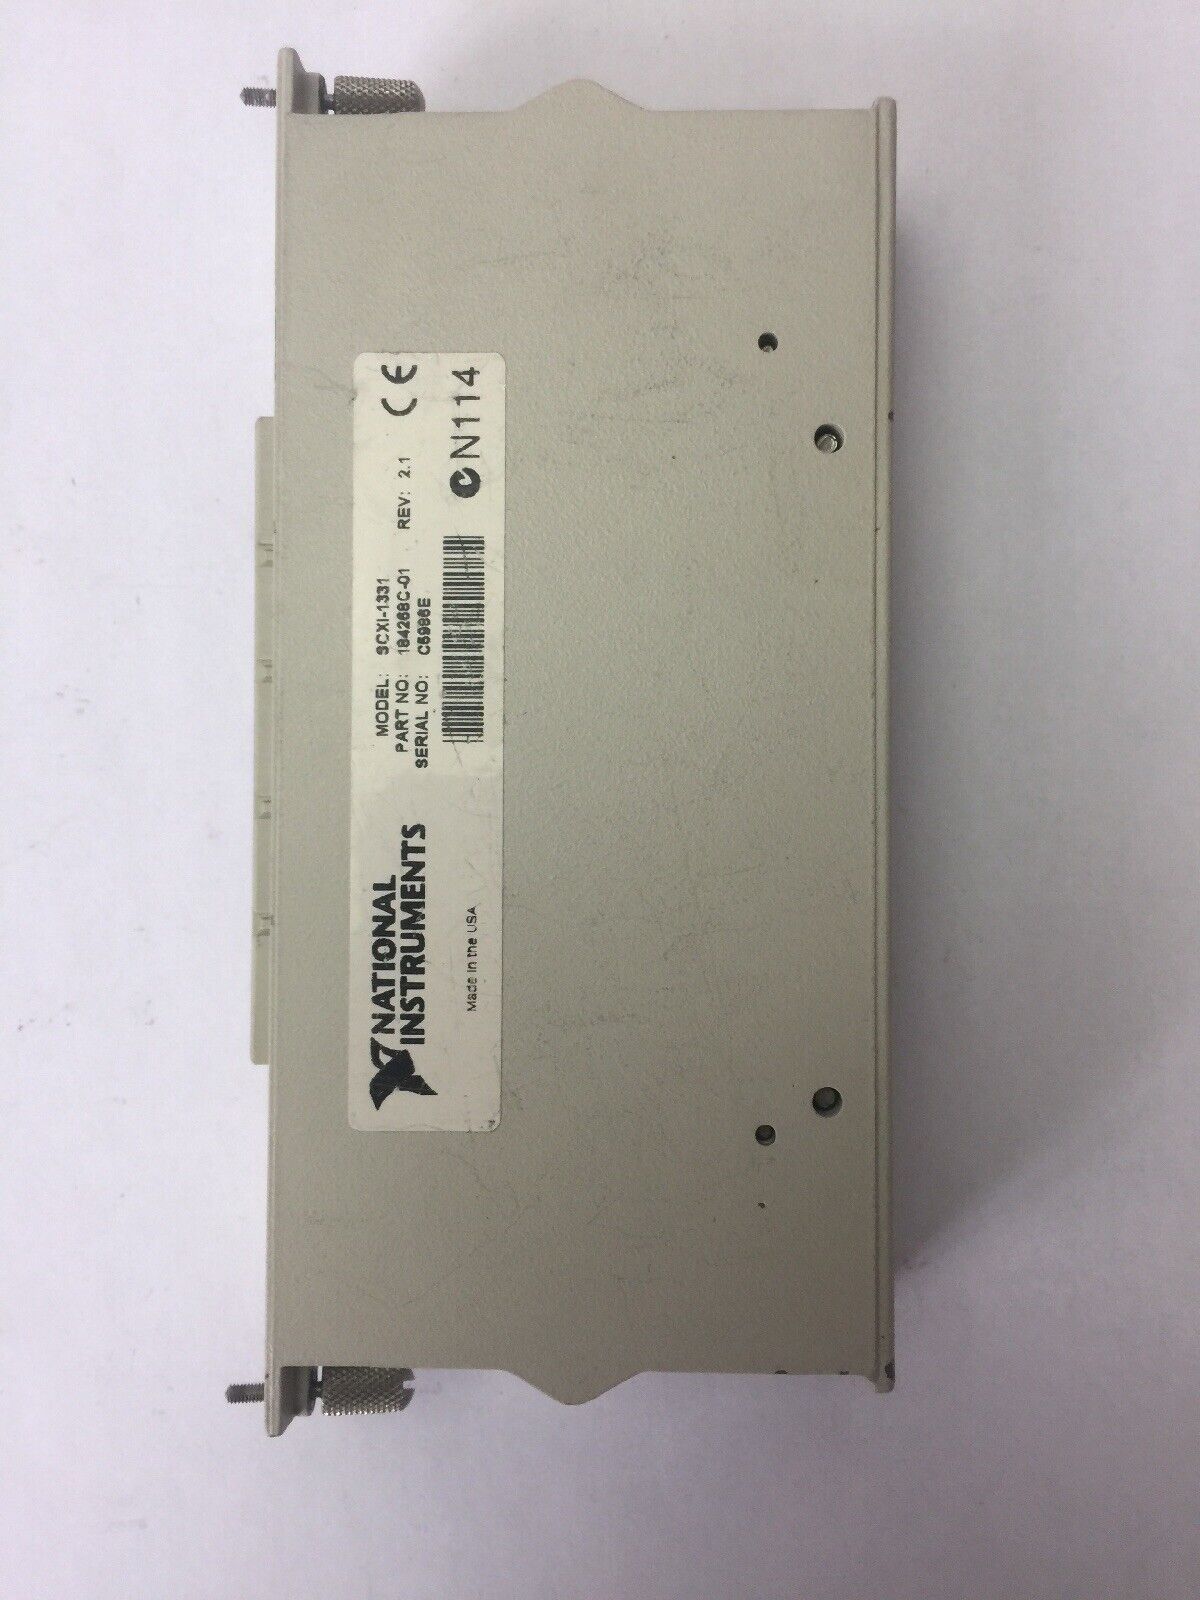 NATIONAL
INSTRUMENTS
Made in the USA
MODEL: SCXI-1331
PART NO: 184268C-01 REV: 2.1
SERIAL NO: C5986E
CE
N114